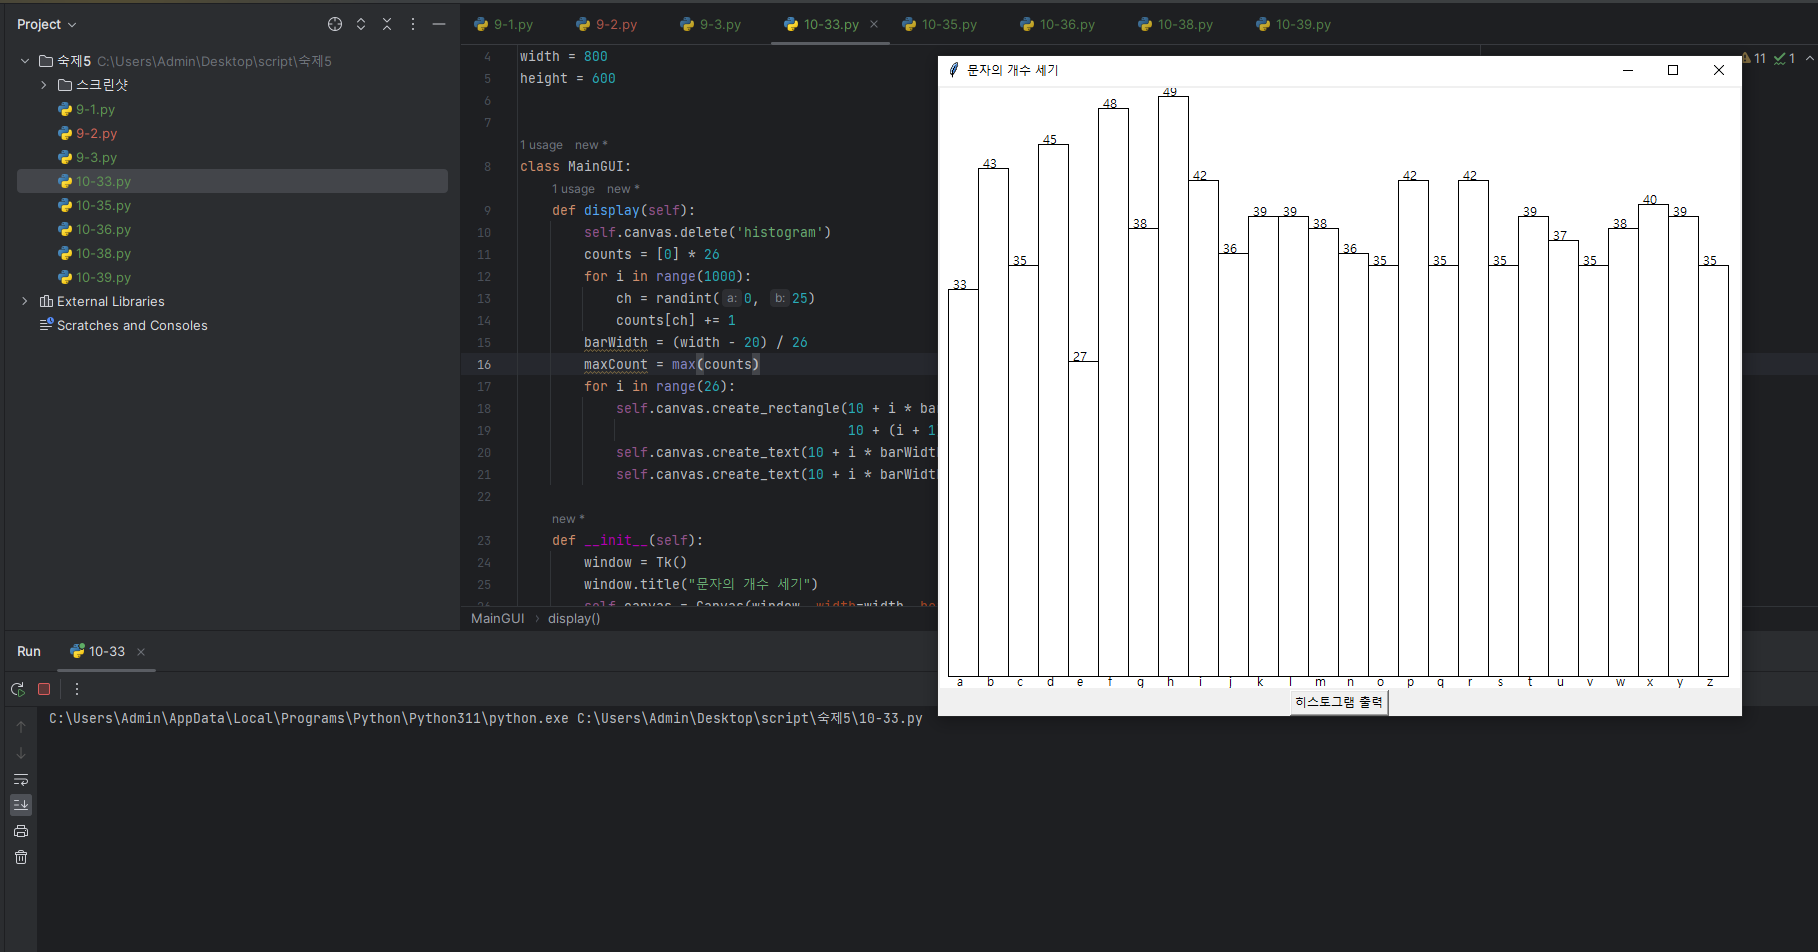 Project
9-1.py 9-2.py 9-3.py 10-33.py 10-35.py 10-36.py 10-38.py 10-39.py
숙제5 C:\Users\Admin\Desktop\script\숙제5
스크린샷
9-1.py
9-2.py
9-3.py
10-33.py
10-35.py
10-36.py
10-38.py
10-39.py
External Libraries
Scratches and Consoles
4 width = 800
5 height = 600
6
7
1 usage new *
8 class MainGUI:
1 usage new *
9 def display(self):
10 self.canvas.delete('histogram')
11 counts = [0] * 26
12 for i in range(1000):
13 ch = randint( a: 0, b: 25)
14 counts[ch] += 1
15 barWidth = (width - 20) / 26
16 maxCount = max(counts)
17 for i in range(26):
18 self.canvas.create_rectangle(10 + i * ba
19 10 + (i + 1
20 self.canvas.create_text(10 + i * barWidt
21 self.canvas.create_text(10 + i * barWidt
22
new *
23 def __init__(self):
24 window = Tk()
25 window.title("문자의 개수 세기")
26 self.canvas = Canvas(window, width=width, he
MainGUI › display()
11 1
문자의 개수 세기
33 43 35 45 27 48 38 49 42 36 39 39 38 36 35 42 35 42 35 39 37 35 38 40 39 35
a b c d e f g h i j k l m n o p q r s t u v w x y z
히스토그램 출력
Run 10-33
C:\Users\Admin\AppData\Local\Programs\Python\Python311\python.exe C:\Users\Admin\Desktop\script\숙제5\10-33.py